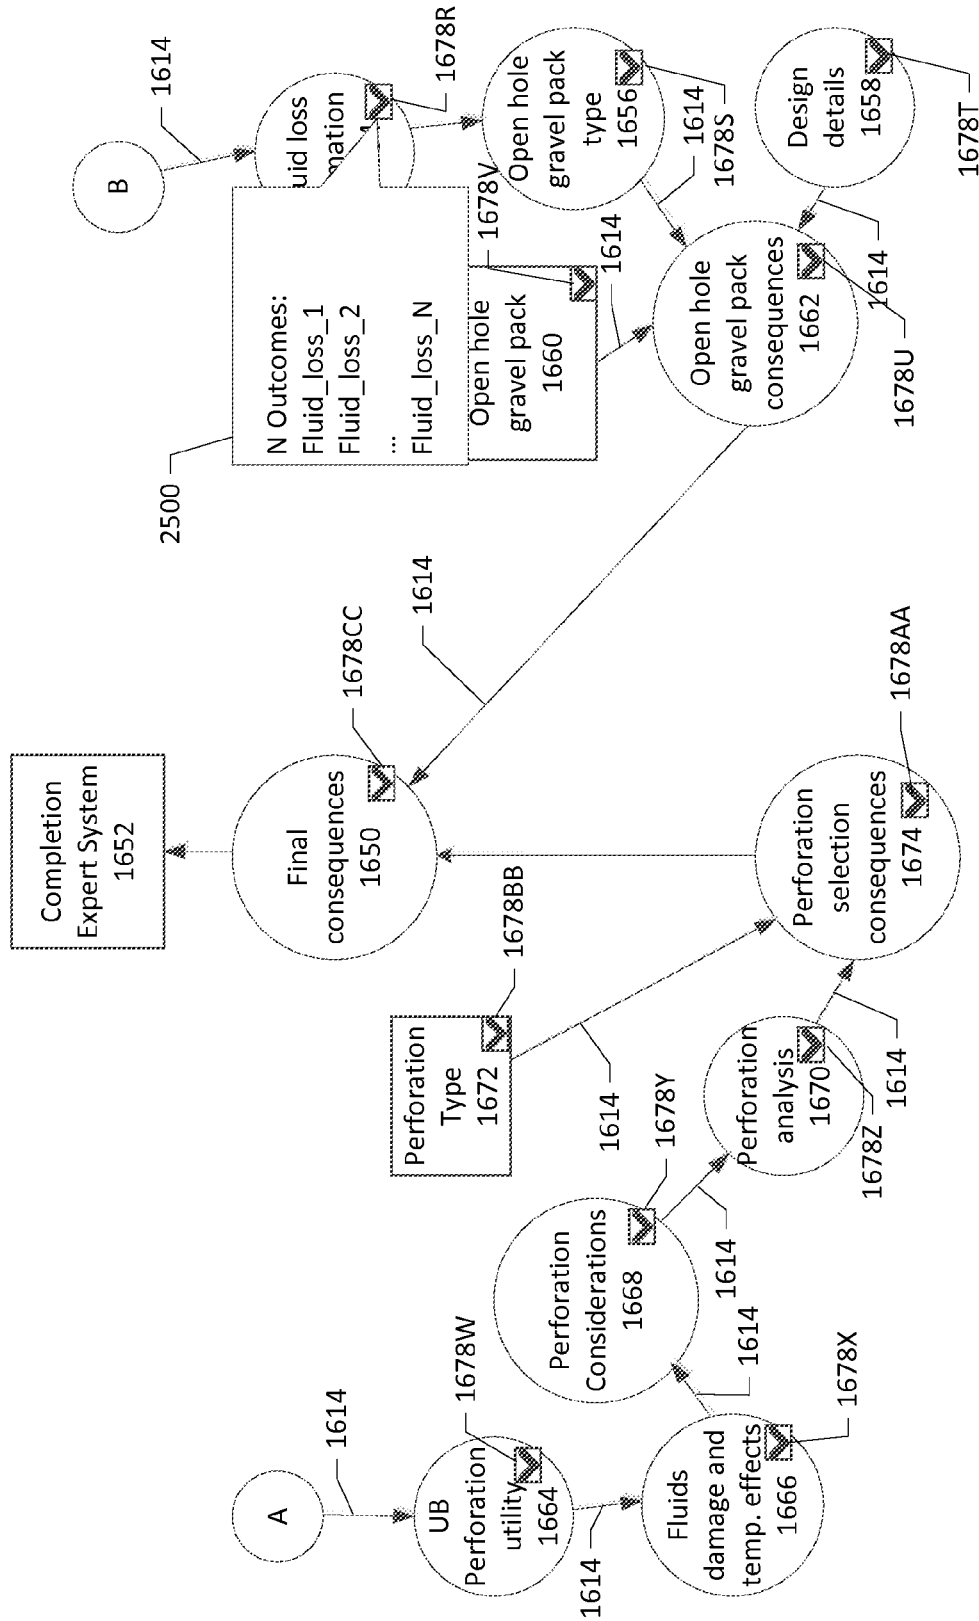 Completion
Expert System
1652
Final
consequences
1650
1678CC
1614
A
1614
UB
Perforation
utility
1664
1678W
1614
Fluids
damage and
temp. effects
1666
1678X
1614
Perforation
Considerations
1668
1678Y
1614
Perforation
analysis
1670
1678Z
1614
Perforation
Type
1672
1678BB
1614
Perforation
selection
consequences
1674
1678AA
B
1614
uid loss
mation
1678R
2500
N Outcomes:
Fluid_loss_1
Fluid_loss_2
...
Fluid_loss_N
Open hole
gravel pack
1660
1678V
1614
Open hole
gravel pack
type
1656
1614
1678S
Design
details
1658
1678T
1614
Open hole
gravel pack
consequences
1662
1678U